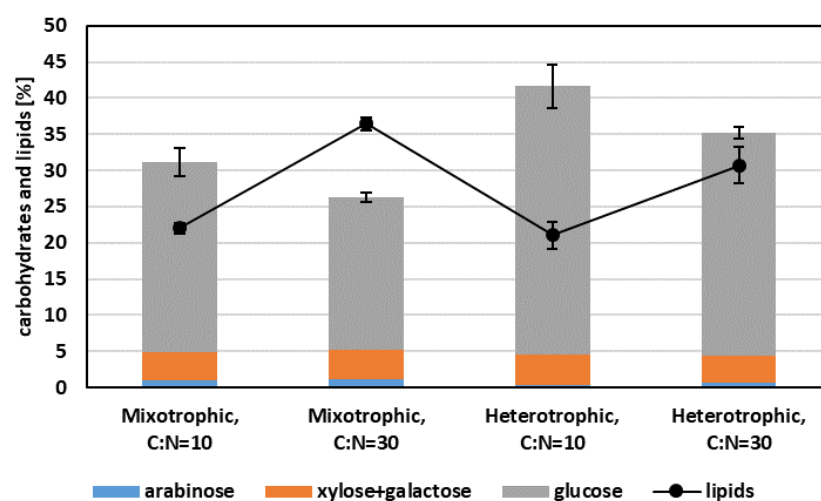 carbohydrates and lipids [%]
50
45
40
35
30
25
20
15
10
5
0
Mixotrophic, C:N=10
Mixotrophic, C:N=30
Heterotrophic, C:N=10
Heterotrophic, C:N=30
arabinose
xylose+galactose
glucose
lipids